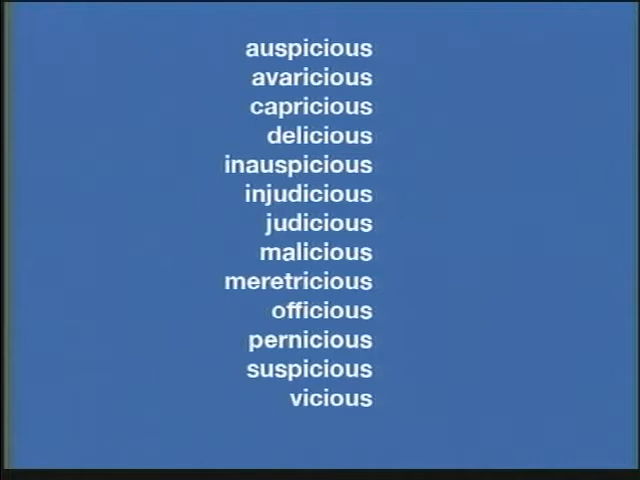 auspicious
avaricious
capricious
delicious
inauspicious
injudicious
judicious
malicious
meretricious
officious
pernicious
suspicious
vicious